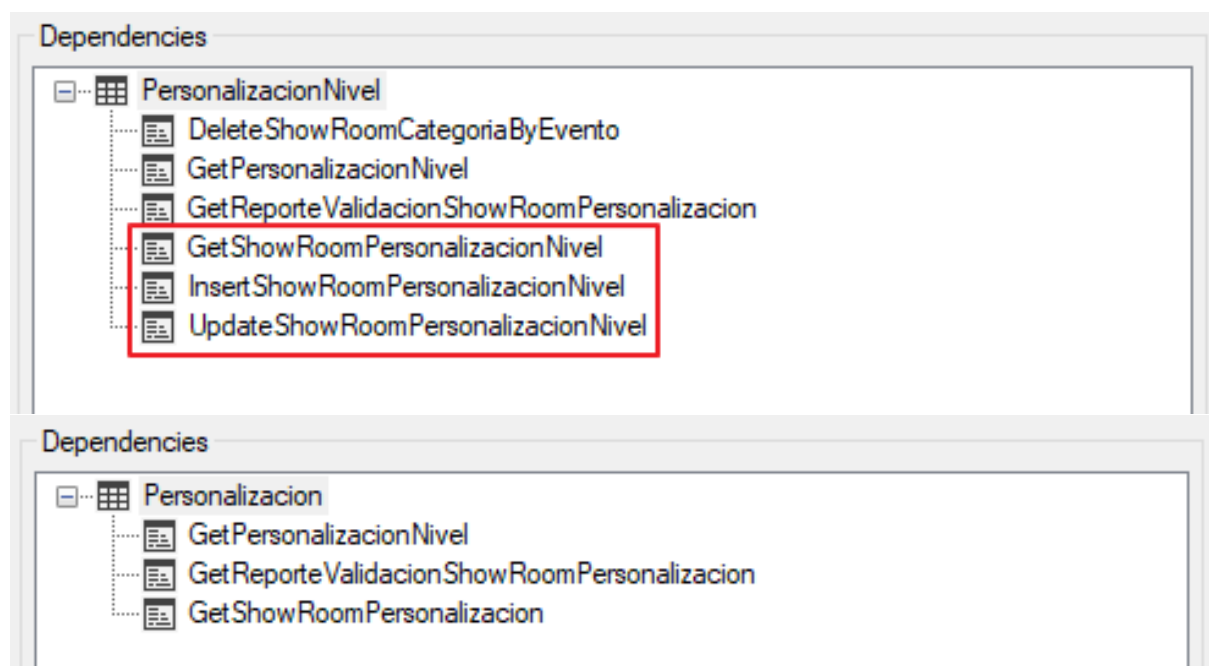 Dependencies
PersonalizacionNivel
DeleteShowRoomCategoriaByEvento
GetPersonalizacionNivel
GetReporteValidacionShowRoomPersonalizacion
GetShowRoomPersonalizacionNivel
InsertShowRoomPersonalizacionNivel
UpdateShowRoomPersonalizacionNivel
Dependencies
Personalizacion
GetPersonalizacionNivel
GetReporteValidacionShowRoomPersonalizacion
GetShowRoomPersonalizacion